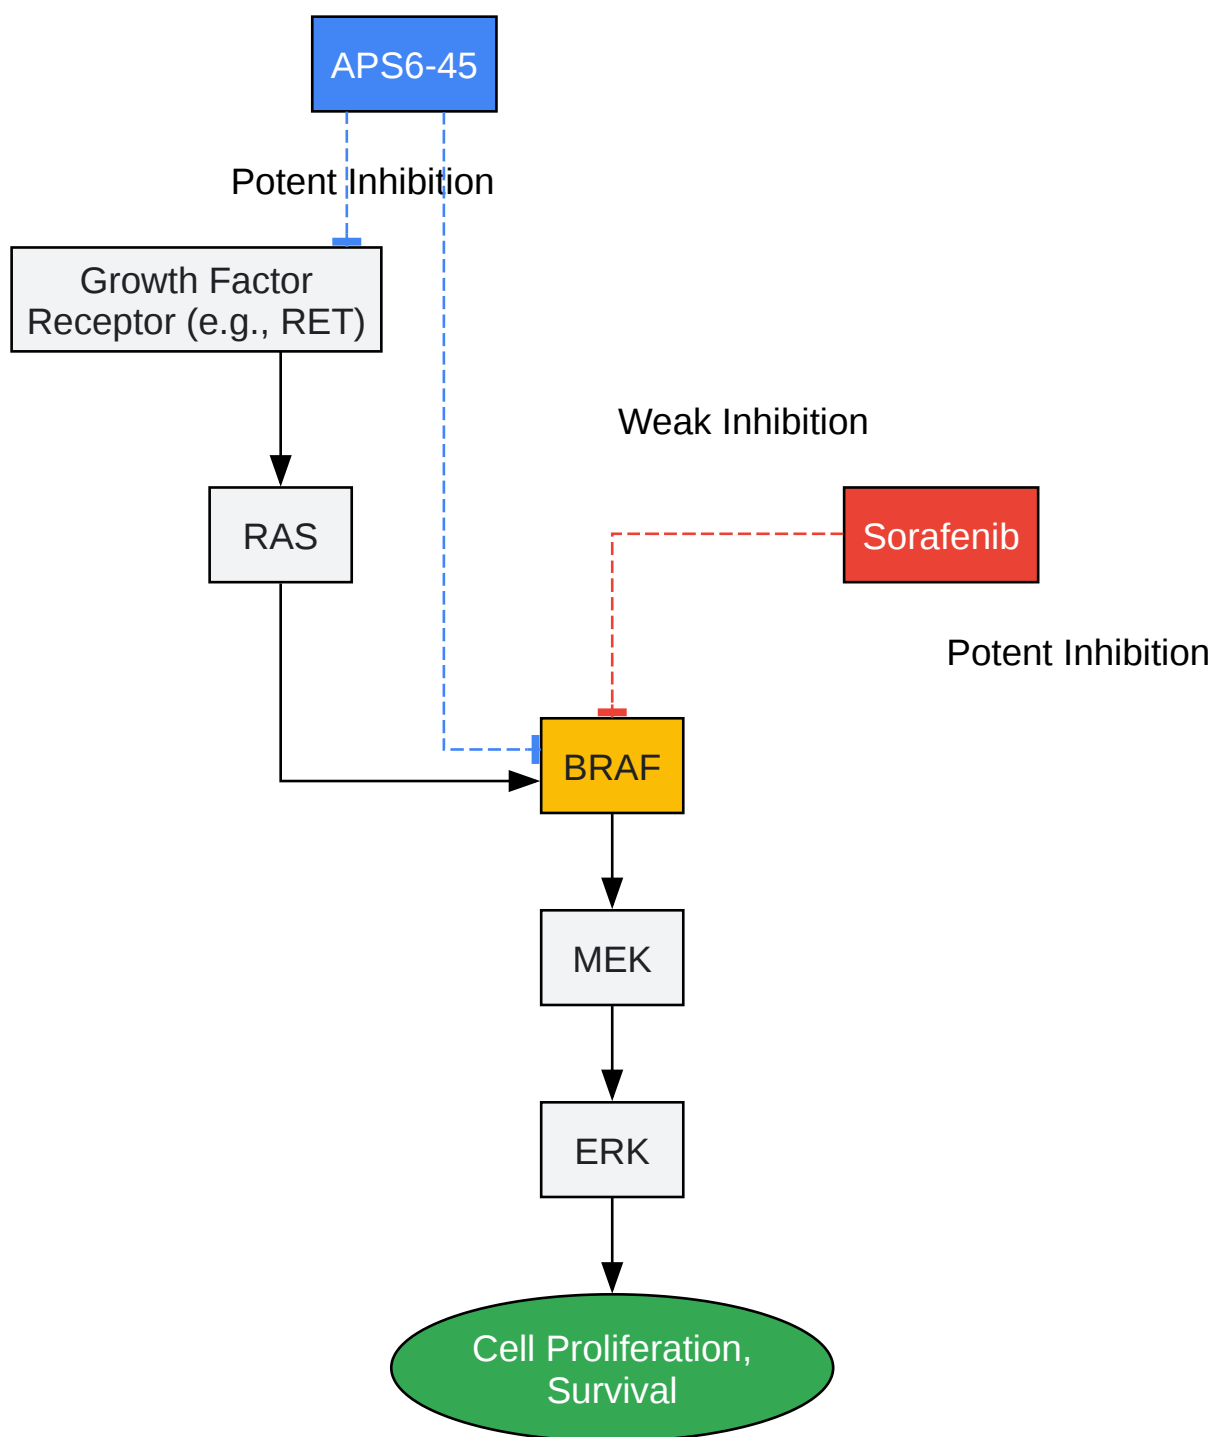 APS6-45
Potent Inhibition
Growth Factor
Receptor (e.g., RET)
Weak Inhibition
RAS
Sorafenib
Potent Inhibition
BRAF
MEK
ERK
Cell Proliferation,
Survival